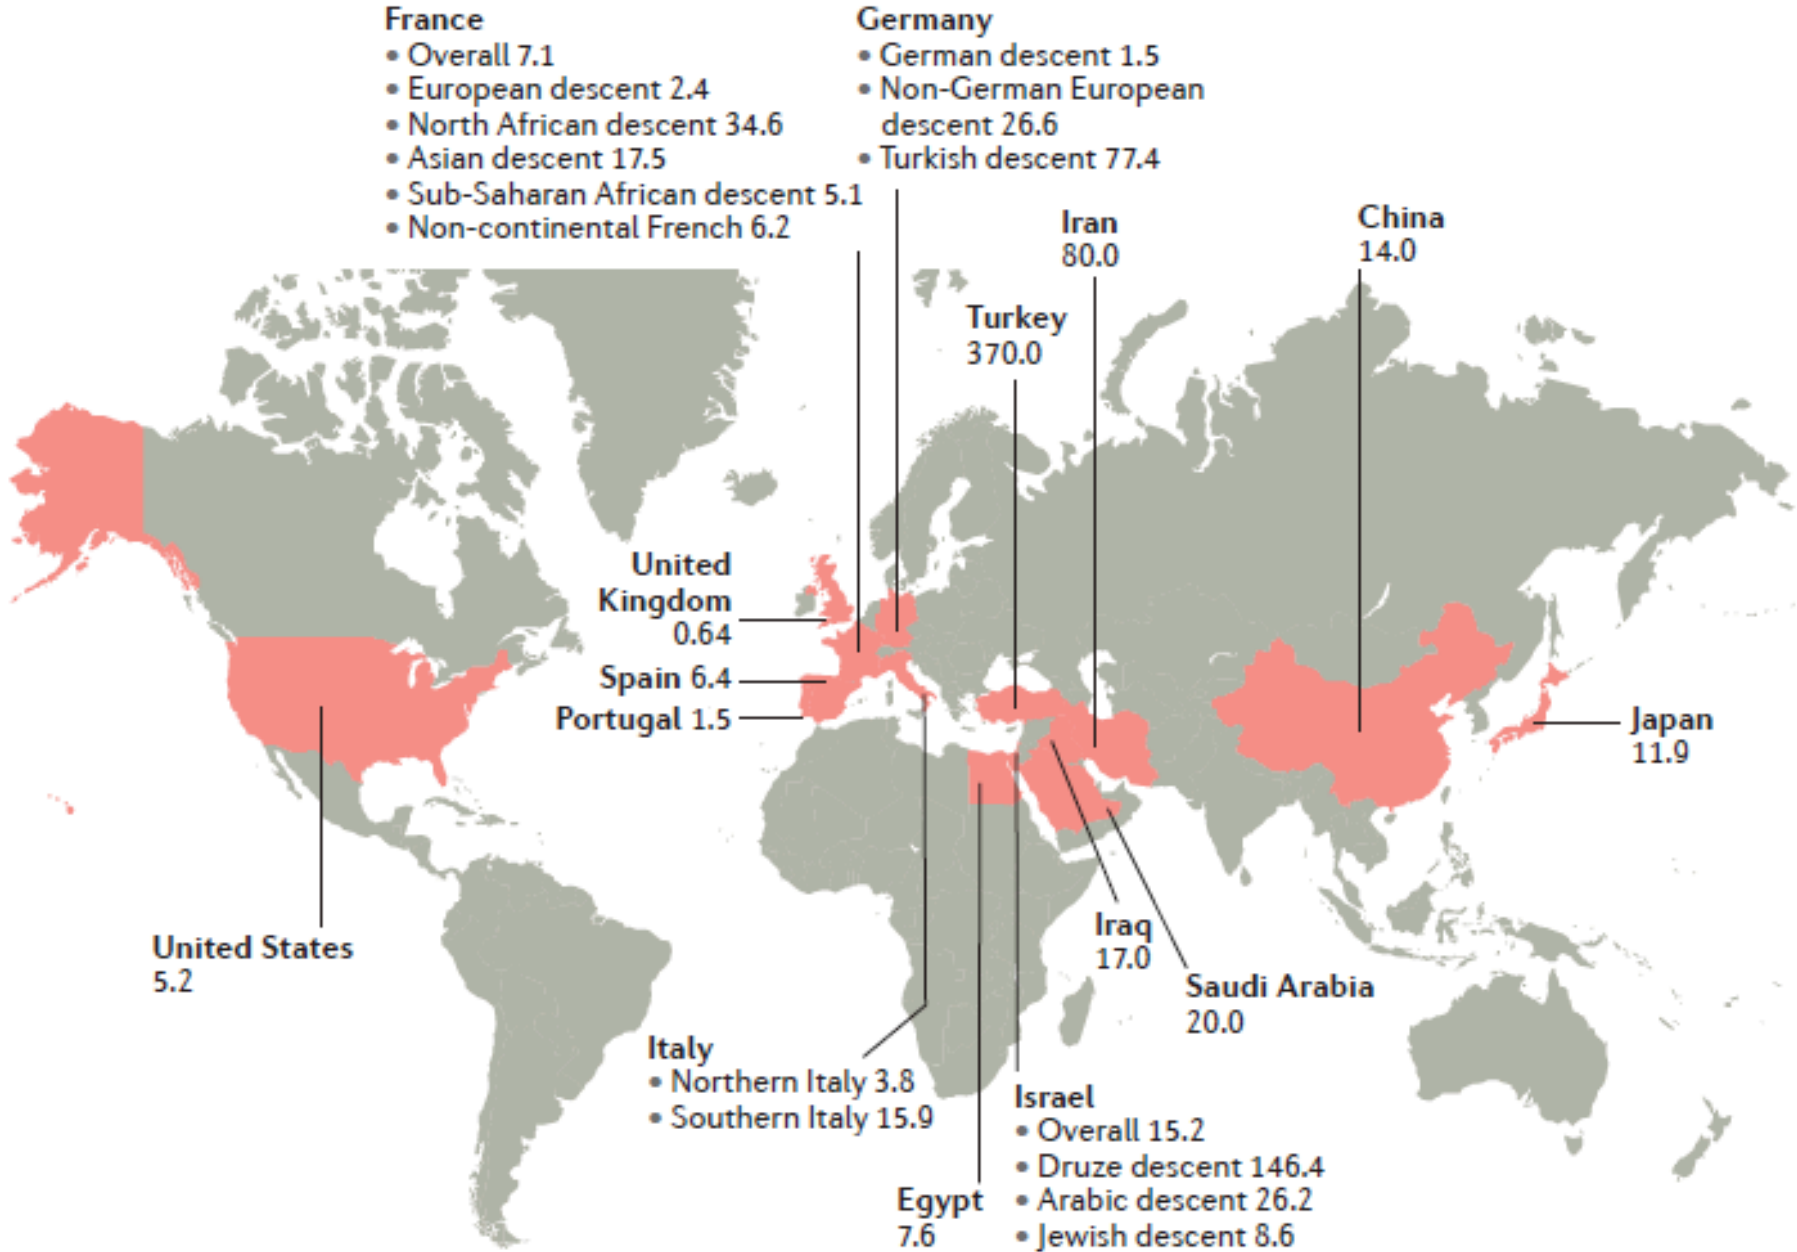 France
• Overall 7.1
• European descent 2.4
• North African descent 34.6
• Asian descent 17.5
• Sub-Saharan African descent 5.1
• Non-continental French 6.2
Germany
• German descent 1.5
• Non-German European
descent 26.6
• Turkish descent 77.4
Iran
80.0
China
14.0
Turkey
370.0
United
Kingdom
0.64
Spain 6.4
Portugal 1.5
Japan
11.9
United States
5.2
Iraq
17.0
Saudi Arabia
20.0
Italy
• Northern Italy 3.8
• Southern Italy 15.9
Israel
• Overall 15.2
• Druze descent 146.4
• Arabic descent 26.2
• Jewish descent 8.6
Egypt
7.6